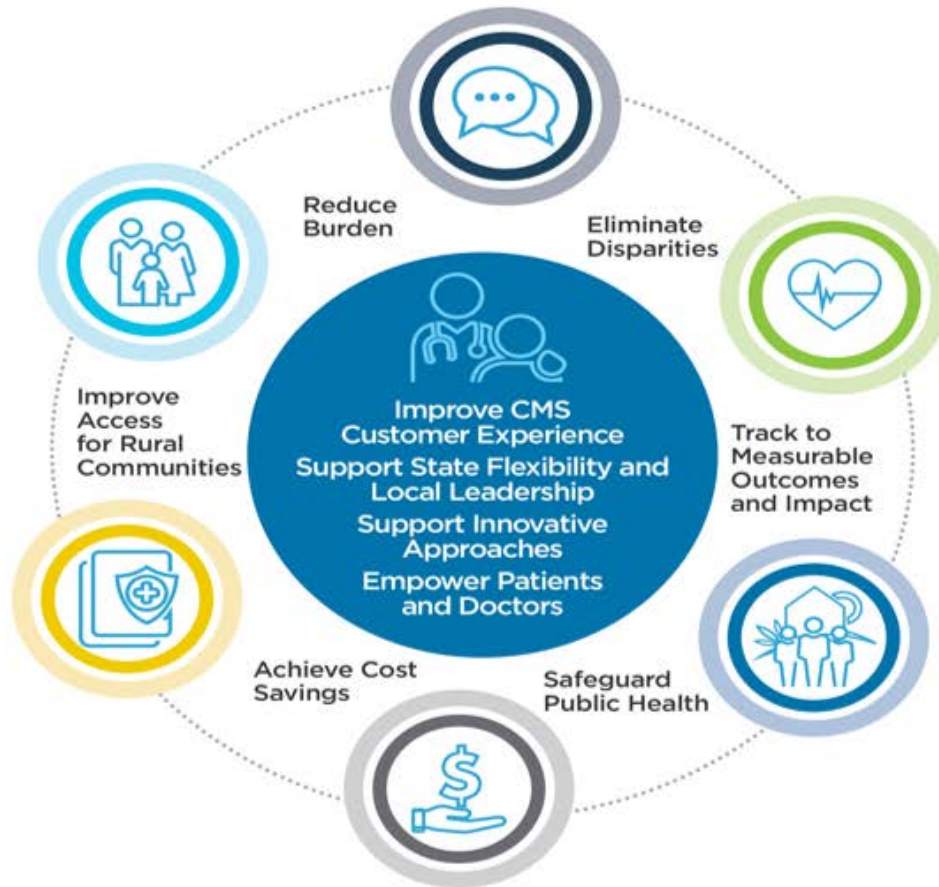 Reduce
Burden
Eliminate
Disparities
Improve
Access
for Rural
Communities
Improve CMS
Customer Experience
Support State Flexibility and
Local Leadership
Support Innovative
Approaches
Empower Patients
and Doctors
Track to
Measurable
Outcomes
and Impact
Achieve Cost
Savings
Safeguard
Public Health
$